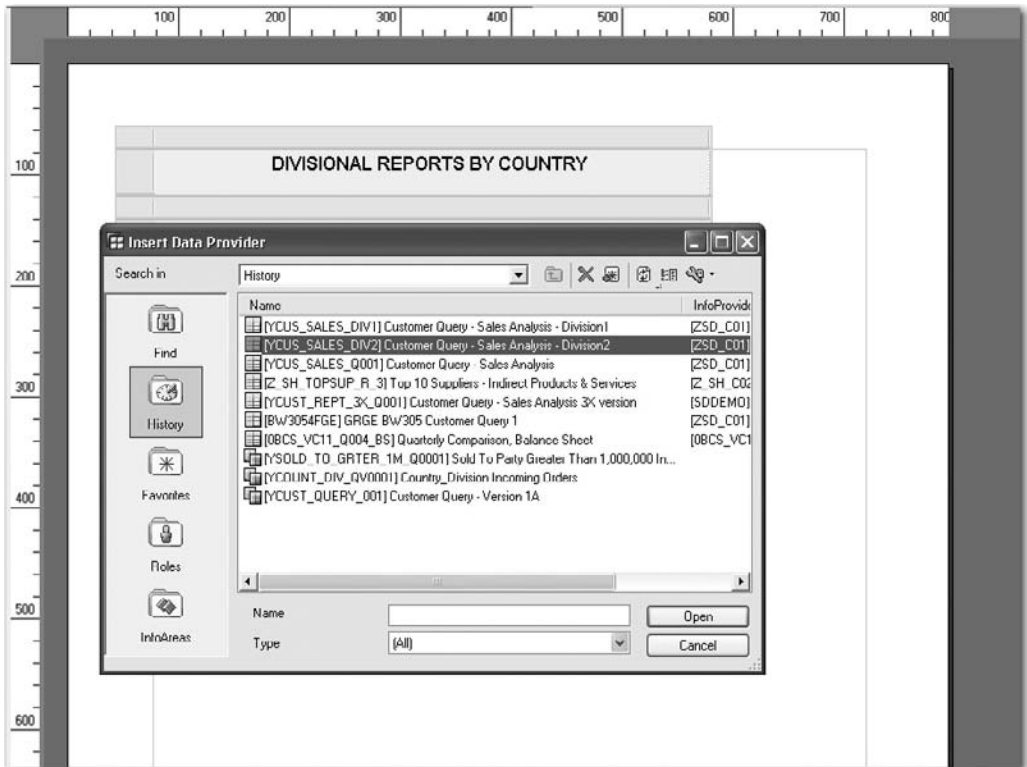 100 200 300 400 500 600 700 800
100
200
300
400
500
600
DIVISIONAL REPORTS BY COUNTRY
Insert Data Provider
Search in
History
Find
History
Favorites
Roles
InfoAreas
Name InfoProvide
[YCUS_SALES_DIV1] Customer Query - Sales Analysis - Division1 [ZSD_C01]
[YCUS_SALES_DIV2] Customer Query - Sales Analysis - Division2 [ZSD_C01]
[YCUS_SALES_Q001] Customer Query - Sales Analysis [ZSD_C01]
[Z_SH_TOPSUP_R_3] Top 10 Suppliers - Indirect Products & Services [Z_SH_C02
[YCUST_REPT_3X_Q001] Customer Query - Sales Analysis 3X version [SDDEMO]
[BW3054FGE] GRGE BW305 Customer Query 1 [ZSD_C01]
[0BCS_VC11_Q004_BS] Quarterly Comparison, Balance Sheet [0BCS_VC1
[YSOLD_TO_GRTER_1M_Q0001] Sold To Party Greater Than 1,000,000 In...
[YCOUNT_DIV_QV0001] Country_Division Incoming Orders
[YCUST_QUERY_001] Customer Query - Version 1A
Name
Open
Type
(All)
Cancel